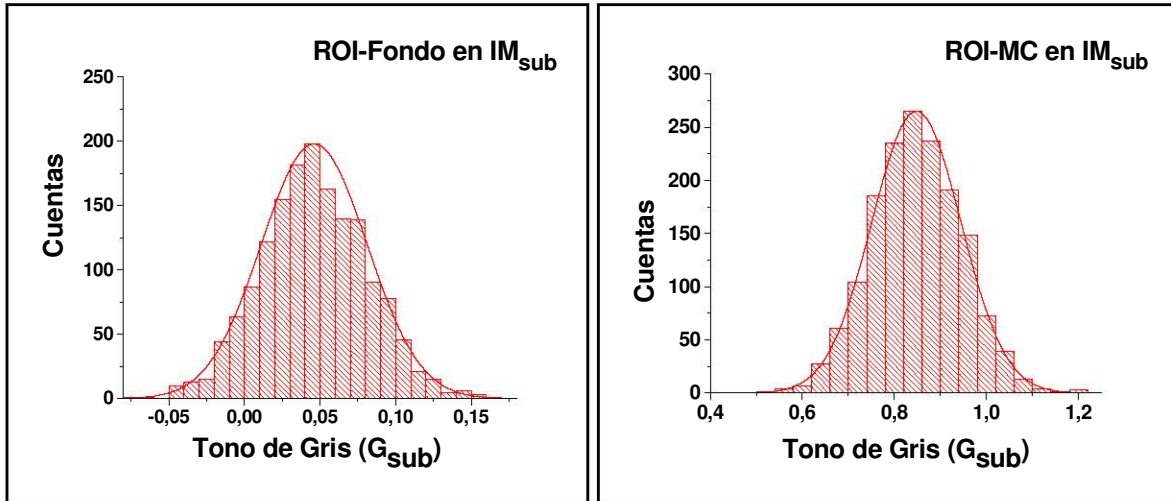 ROI-Fondo en IMsub
250
200
150
100
50
0
Cuentas
-0,05 0,00 0,05 0,10 0,15
Tono de Gris (Gsub)
ROI-MC en IMsub
300
250
200
150
100
50
0
Cuentas
0,4 0,6 0,8 1,0 1,2
Tono de Gris (Gsub)